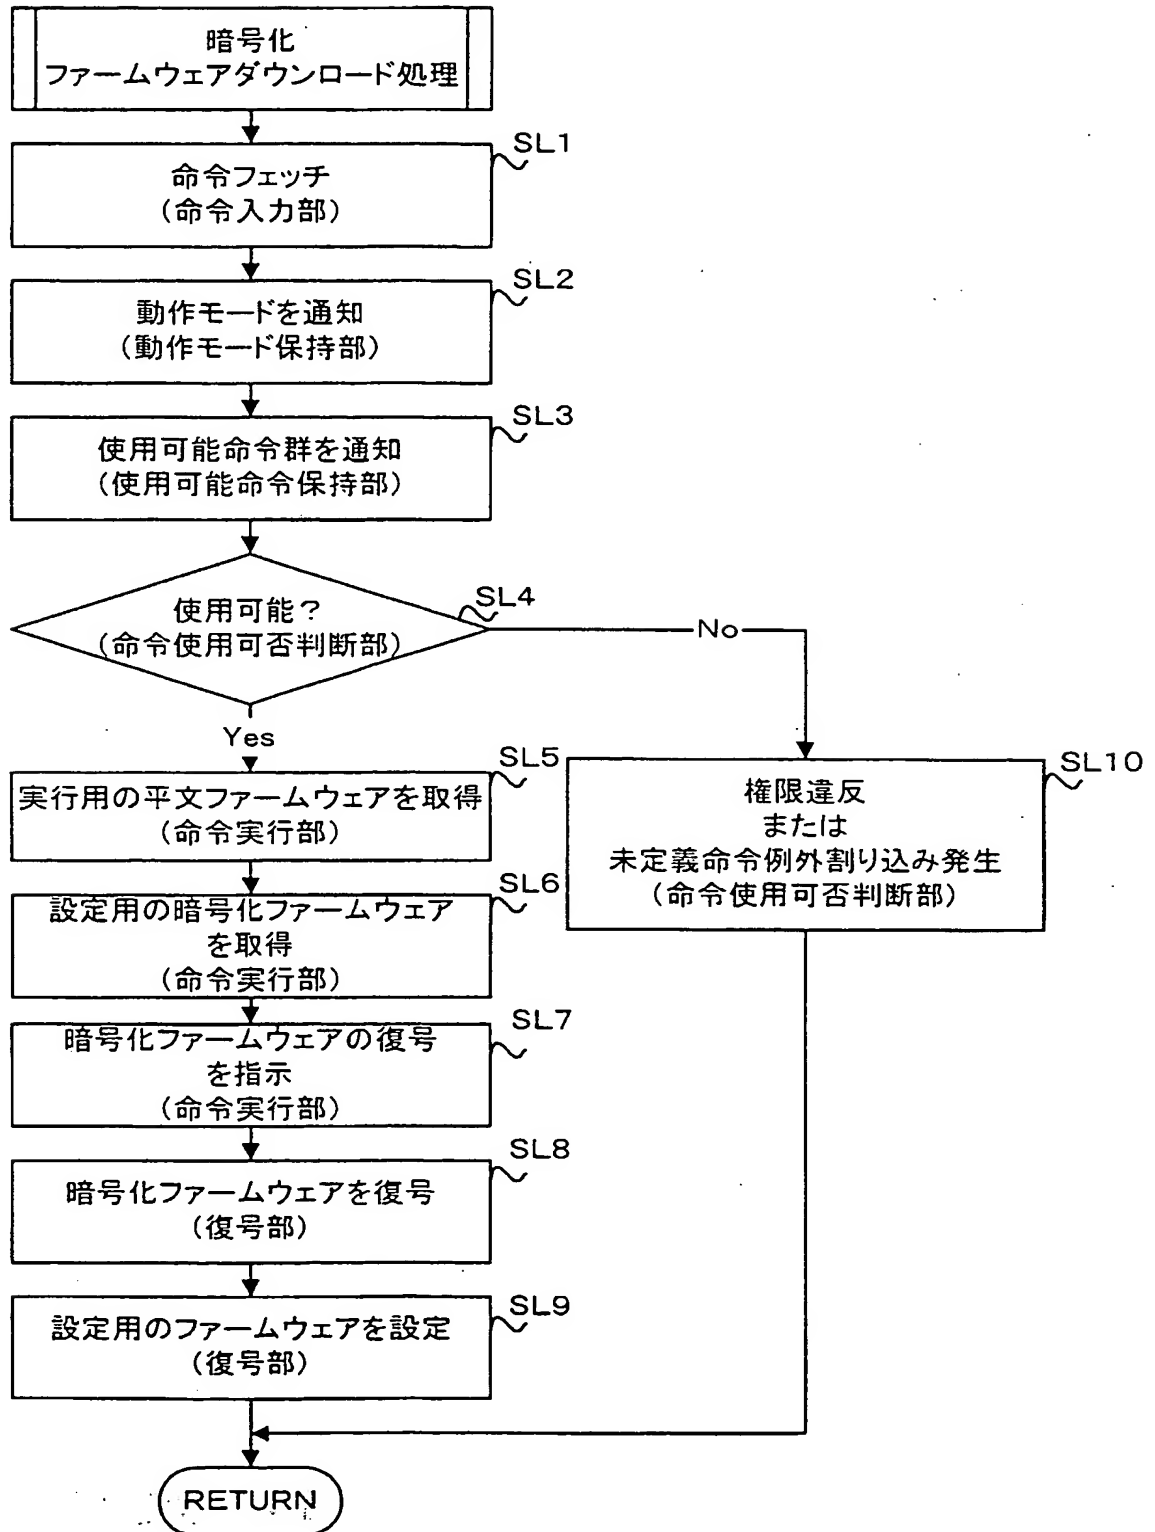 暗号化
ファームウェアダウンロード処理
SL1
命令フェッチ
(命令入力部)
SL2
動作モードを通知
(動作モード保持部)
SL3
使用可能命令群を通知
(使用可能命令保持部)
SL4
使用可能?
(命令使用可否判断部)
No
Yes
SL5
実行用の平文ファームウェアを取得
(命令実行部)
SL10
権限違反
または
未定義命令例外割り込み発生
(命令使用可否判断部)
SL6
設定用の暗号化ファームウェア
を取得
(命令実行部)
SL7
暗号化ファームウェアの復号
を指示
(命令実行部)
SL8
暗号化ファームウェアを復号
(復号部)
SL9
設定用のファームウェアを設定
(復号部)
RETURN